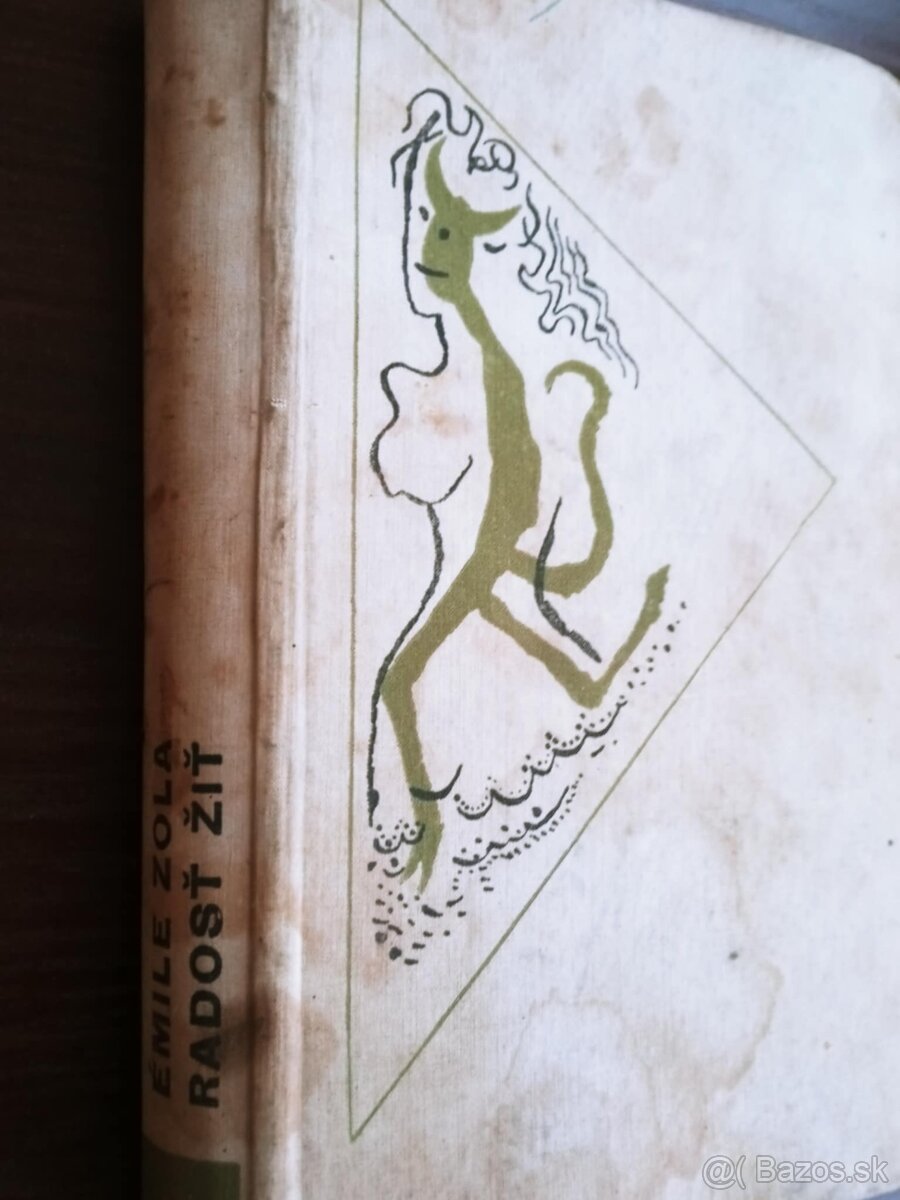 ÉMILE ZOLA
RADOSŤ ŽIŤ
@( Bazos.sk